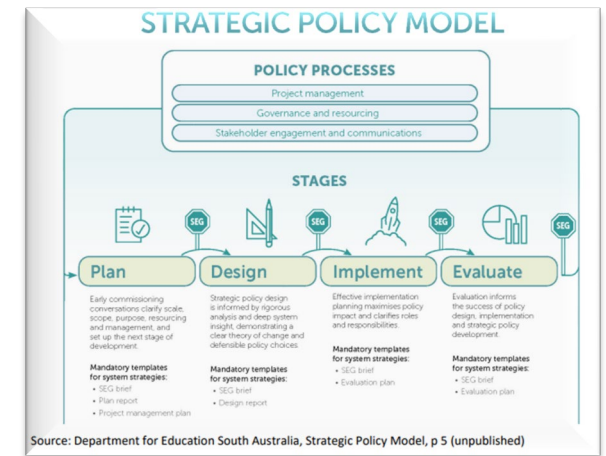 STRATEGIC POLICY MODEL
POLICY PROCESSES
Project management
Governance and resourcing
Stakeholder engagement and communications
STAGES
SEG
SEG
SEG
SEG
Plan
Early commissioning
conversations clarify scale,
scope, purpose, resourcing
and management, and
set up the next stage of
development.
Mandatory templates
for system strategies:
• SEG brief
• Plan report
• Project management plan
Design
Strategic policy design
is informed by rigorous
analysis and deep system
insight, demonstrating a
clear theory of change and
defensible policy choices.
Mandatory templates
for system strategies:
• SEG brief
• Design report
Implement
Effective implementation
planning maximises policy
impact and clarifies roles
and responsibilities.
Mandatory templates
for system strategies:
• SEG brief
• Evaluation plan
Evaluate
Evaluation informs
the success of policy
design, implementation
and strategic policy
development.
Mandatory templates
for system strategies:
• SEG brief
• Evaluation plan
Source: Department for Education South Australia, Strategic Policy Model, p 5 (unpublished)